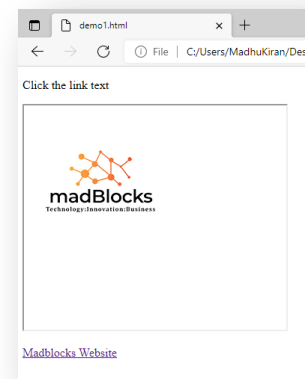 demo1.html
File | C:/Users/MadhuKiran/Des
Click the link text
madBlocks
Technology:Innovation:Business
Madblocks Website